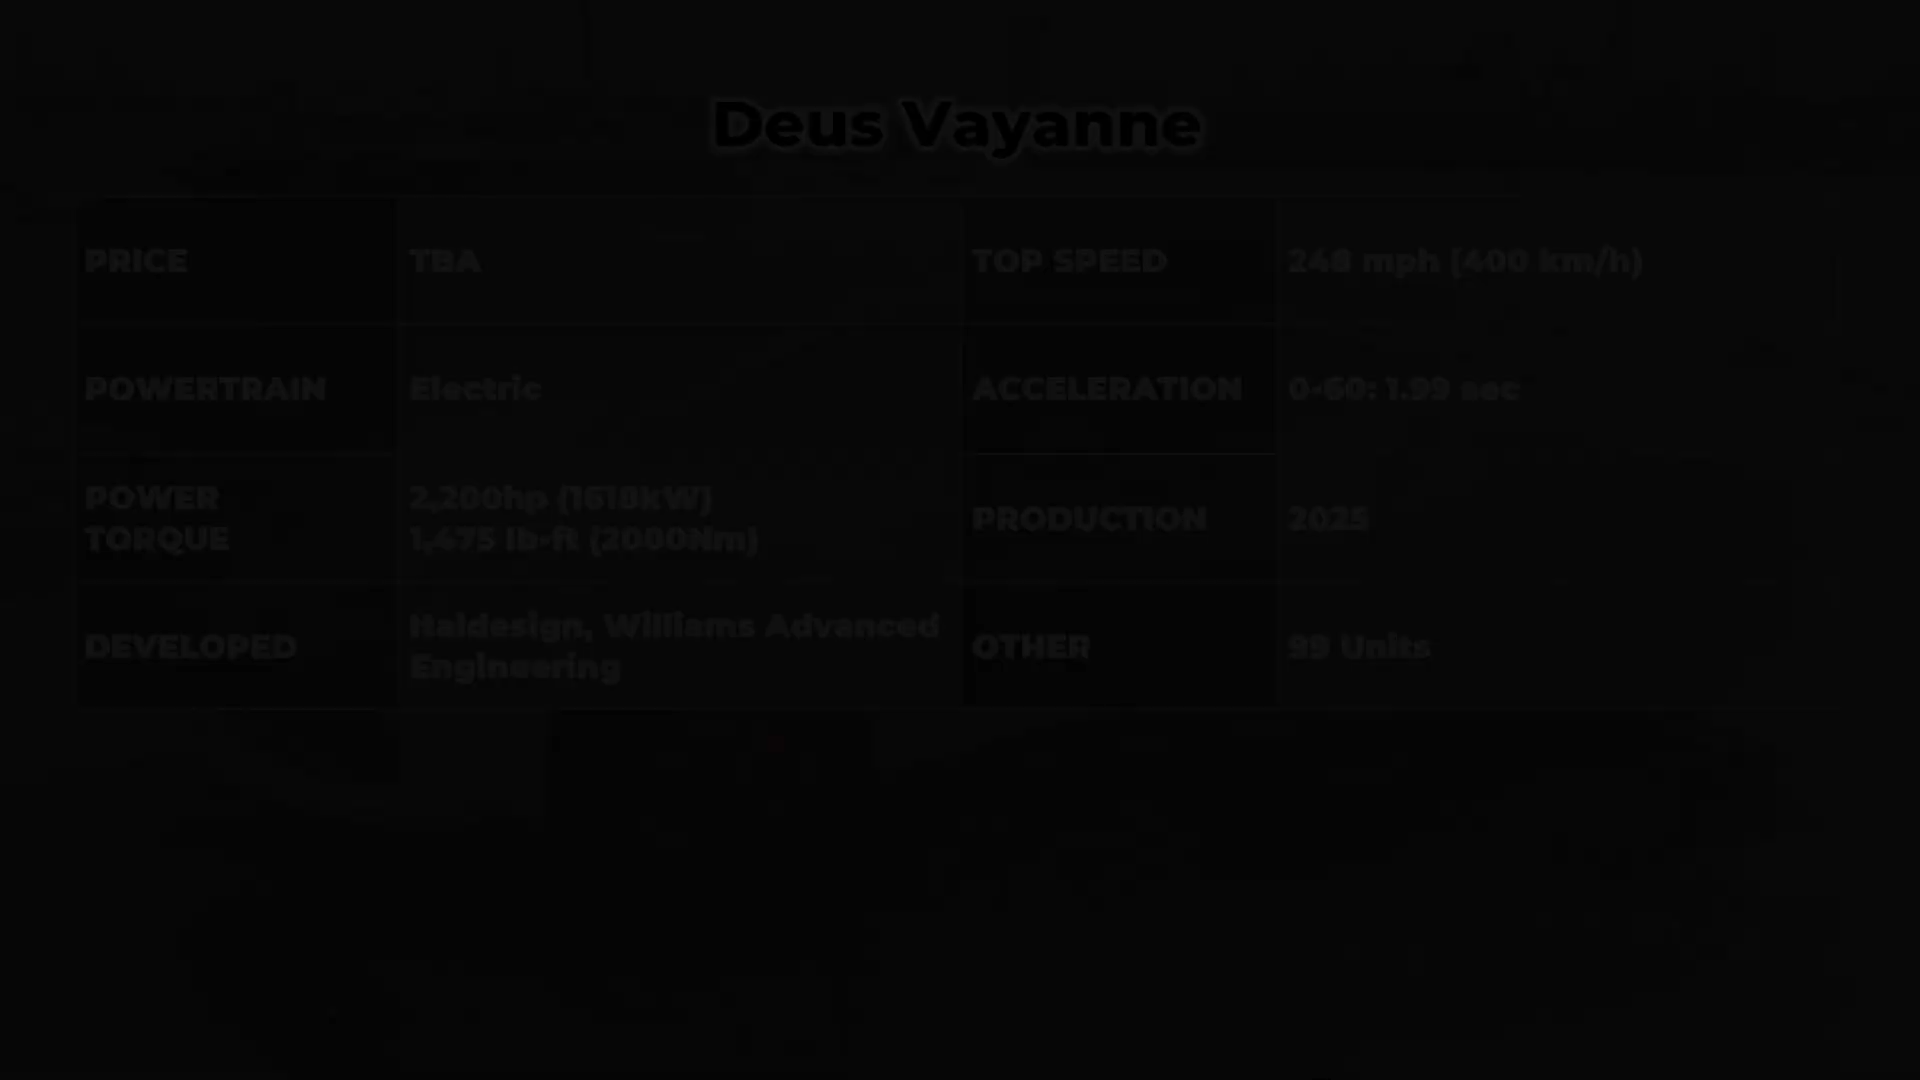 Deus Vayanne
PRICE
TBA
TOP SPEED
248 mph (400 km/h)
POWERTRAIN
Electric
ACCELERATION
0-60: 1.99 sec
POWER
TORQUE
2,200hp (1618kW)
1,475 lb-ft (2000Nm)
PRODUCTION
2025
DEVELOPED
Italdesign, Williams Advanced
Engineering
OTHER
99 Units